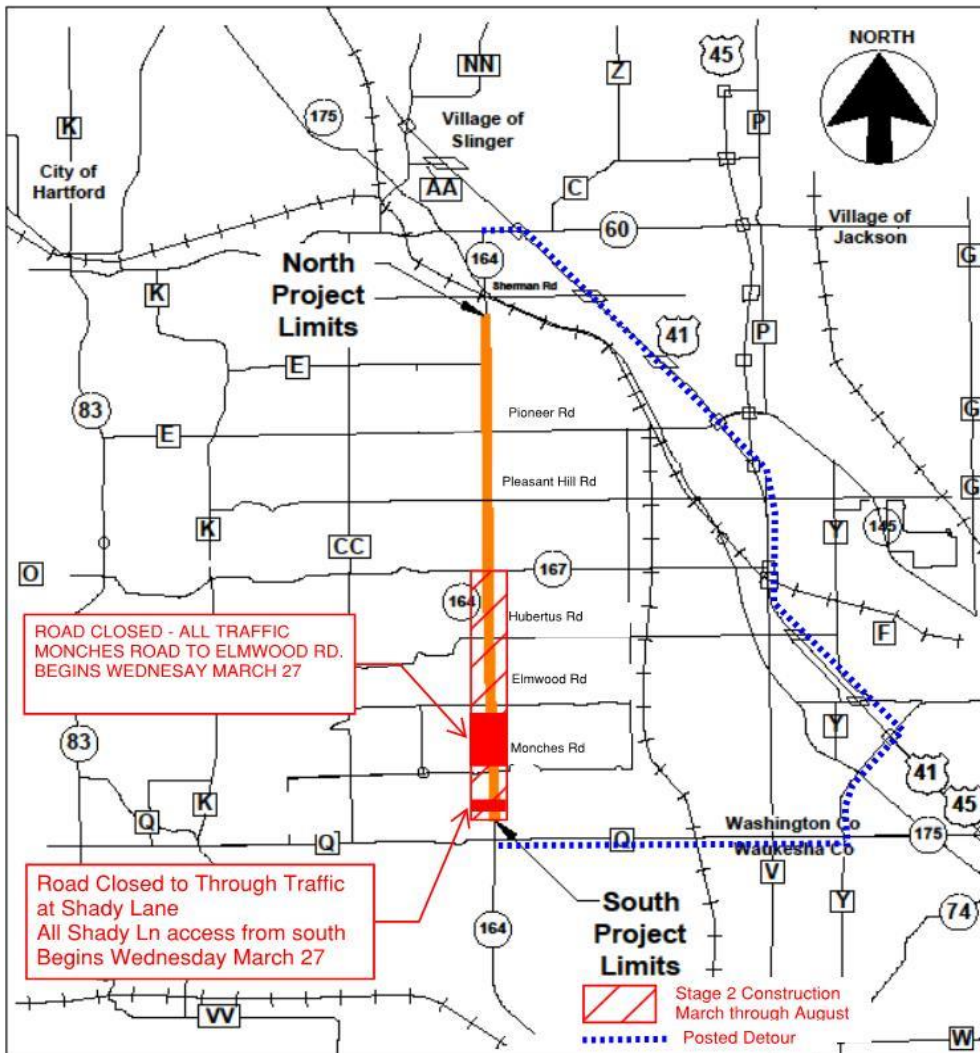 NORTH
45
NN
Z
175
Village of
Slinger
P
K
City of
Hartford
AA
C
60
Village of
Jackson
164
North
Project
Limits
Sherman Rd
K
G
41
P
E
83
Pioneer Rd
G
E
Pleasant Hill Rd
G
K
Y
145
CC
O
167
164
Hubertus Rd
F
ROAD CLOSED - ALL TRAFFIC
MONCHES ROAD TO ELMWOOD RD.
BEGINS WEDNESAY MARCH 27
Elmwood Rd
83
Monches Rd
Y
41
45
K
Q
Q
Q
Washington Co
Waukesha Co
175
Road Closed to Through Traffic
at Shady Lane
All Shady Ln access from south
Begins Wednesday March 27
V
Y
74
164
South
Project
Limits
Stage 2 Construction
March through August
Posted Detour
VV
W